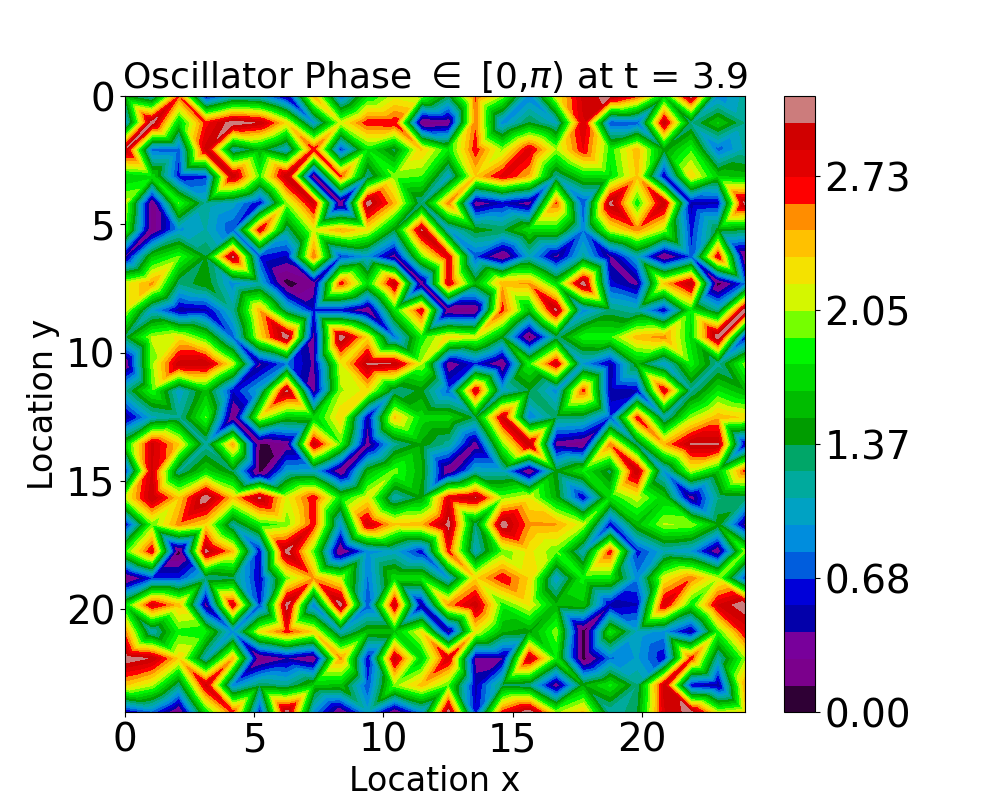 Oscillator Phase ∈ [0,π) at t = 3.9
0
5
10
15
20
Location y
0 5 10 15 20
Location x
2.73
2.05
1.37
0.68
0.00